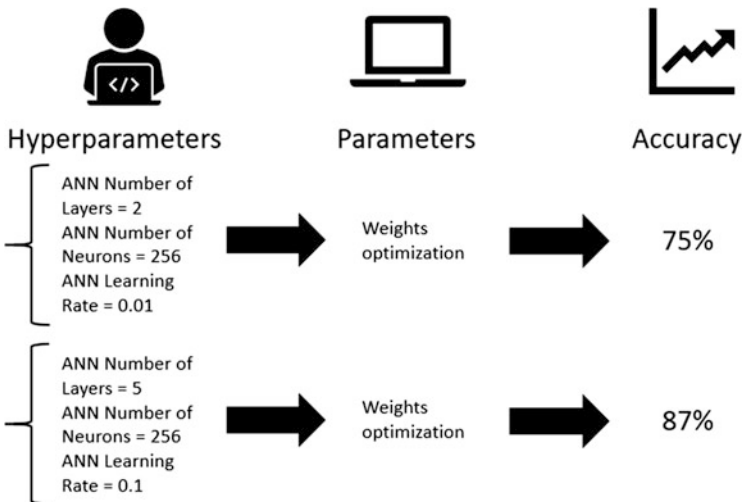 </>
Hyperparameters
Parameters
Accuracy
ANN Number of
Layers = 2
ANN Number of
Neurons = 256
ANN Learning
Rate = 0.01
Weights
optimization
75%
ANN Number of
Layers = 5
ANN Number of
Neurons = 256
ANN Learning
Rate = 0.1
Weights
optimization
87%